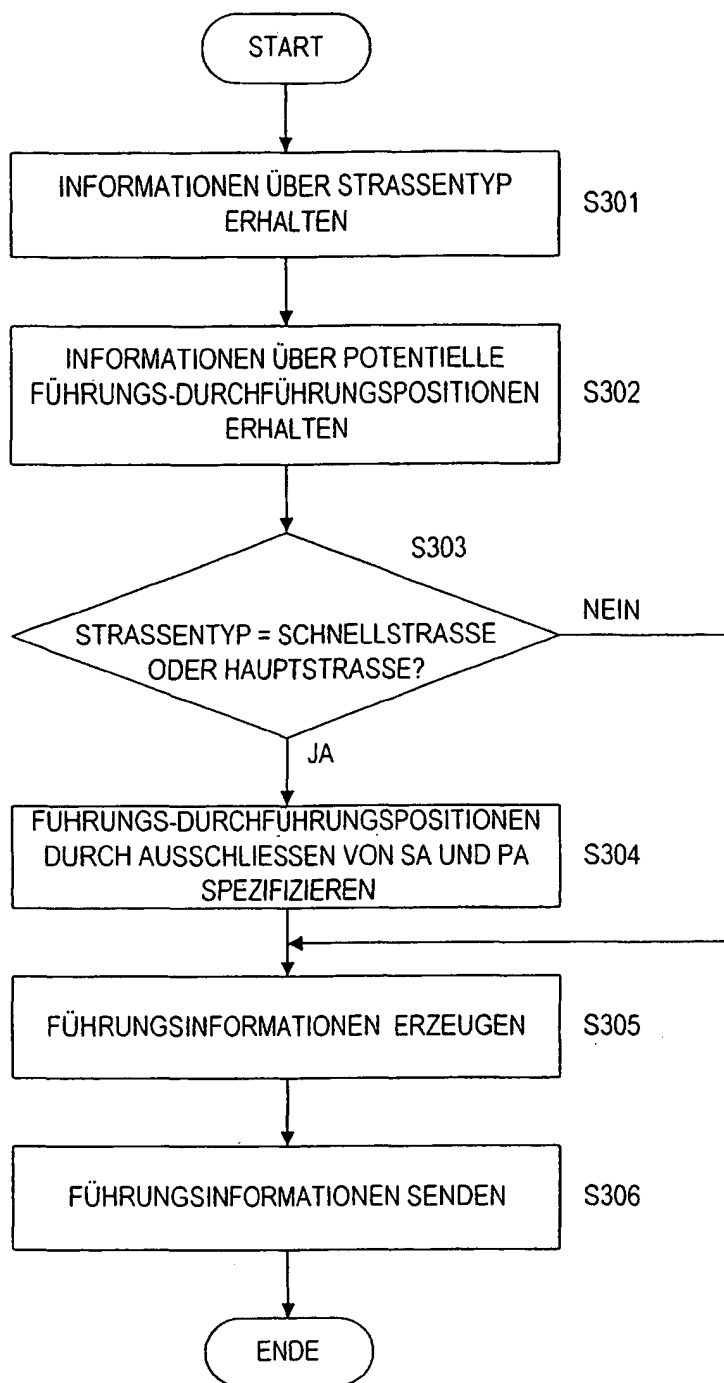 START
INFORMATIONEN ÜBER STRASSENTYP
ERHALTEN
S301
INFORMATIONEN ÜBER POTENTIELLE
FÜHRUNGS-DURCHFÜHRUNGSPOSITIONEN
ERHALTEN
S302
S303
STRASSENTYP = SCHNELLSTRASSE
ODER HAUPTSTRASSE?
NEIN
JA
FÜHRUNGS-DURCHFÜHRUNGSPOSITIONEN
DURCH AUSSCHLIESSEN VON SA UND PA
SPEZIFIZIEREN
S304
FÜHRUNGSINFORMATIONEN ERZEUGEN
S305
FÜHRUNGSINFORMATIONEN SENDEN
S306
ENDE